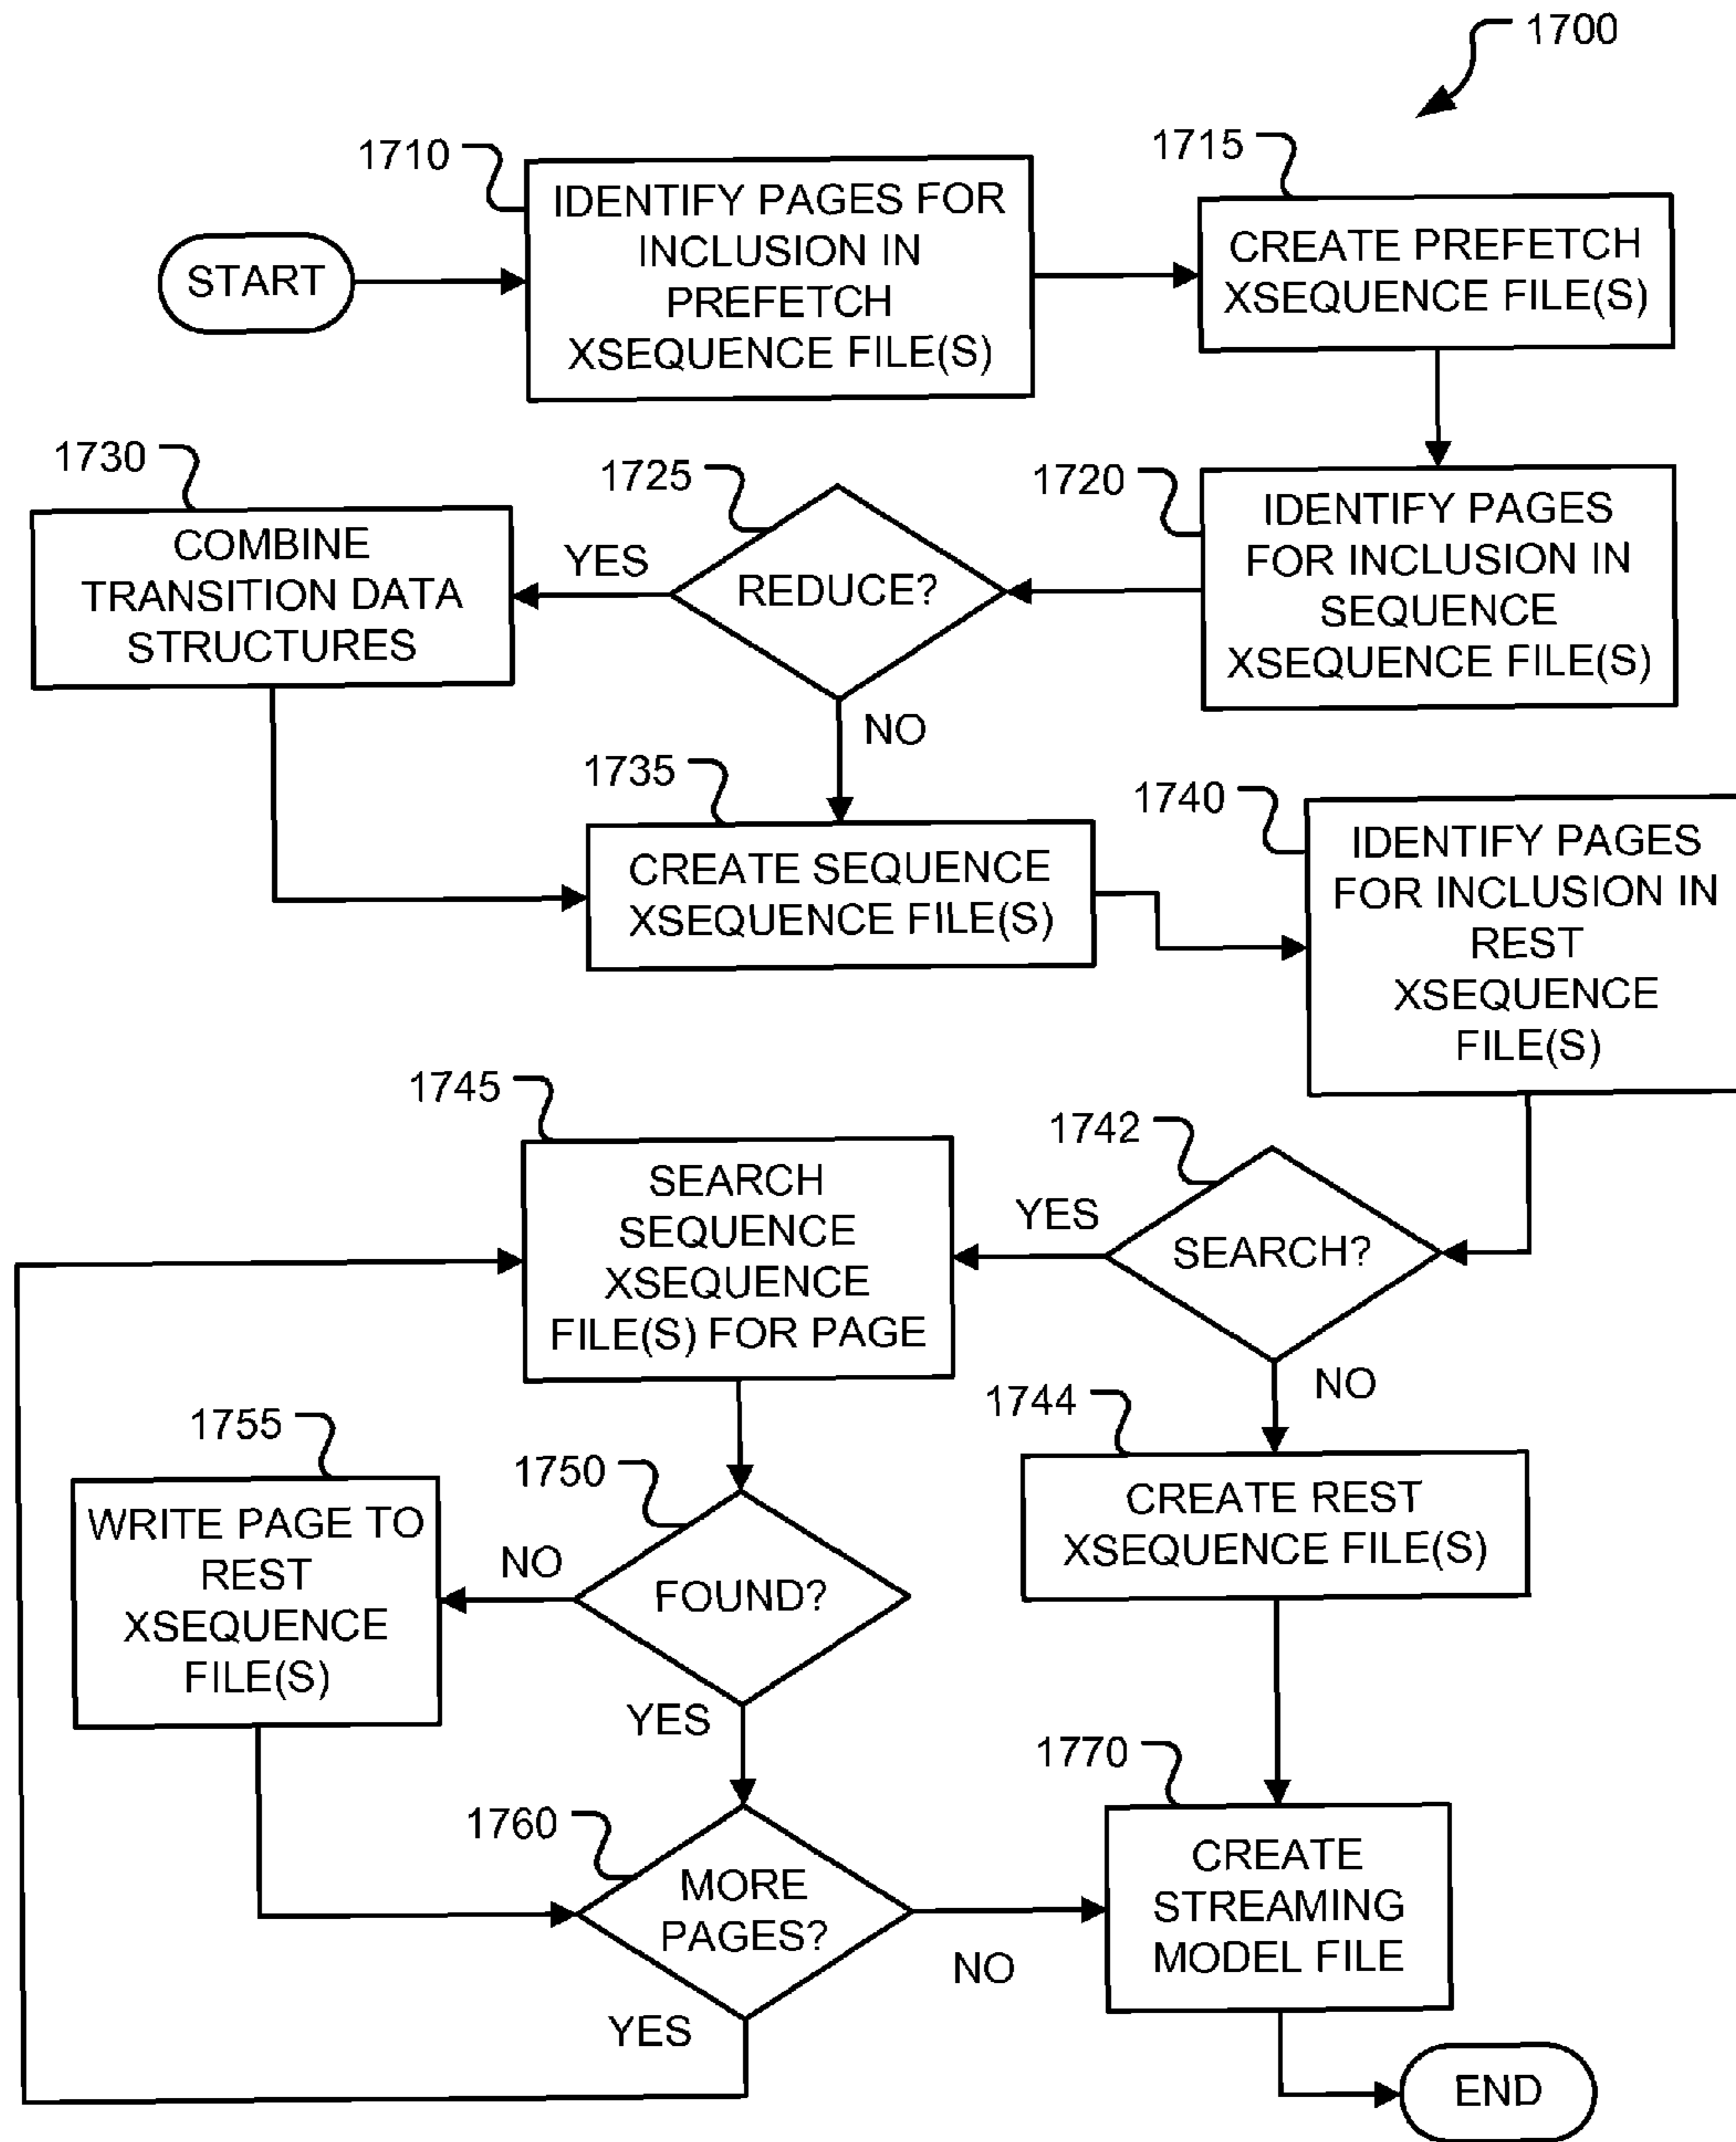 1700
1710
IDENTIFY PAGES FOR
INCLUSION IN
PREFETCH
XSEQUENCE FILE(S)
1715
CREATE PREFETCH
XSEQUENCE FILE(S)
START
1730
COMBINE
TRANSITION DATA
STRUCTURES
YES
1725
REDUCE?
NO
1720
IDENTIFY PAGES
FOR INCLUSION IN
SEQUENCE
XSEQUENCE FILE(S)
1735
CREATE SEQUENCE
XSEQUENCE FILE(S)
1740
IDENTIFY PAGES
FOR INCLUSION IN
REST
XSEQUENCE
FILE(S)
1745
SEARCH
SEQUENCE
XSEQUENCE
FILE(S) FOR PAGE
YES
1742
SEARCH?
NO
1744
CREATE REST
XSEQUENCE FILE(S)
1755
WRITE PAGE TO
REST
XSEQUENCE
FILE(S)
NO
1750
FOUND?
YES
1760
MORE
PAGES?
NO
YES
1770
CREATE
STREAMING
MODEL FILE
END